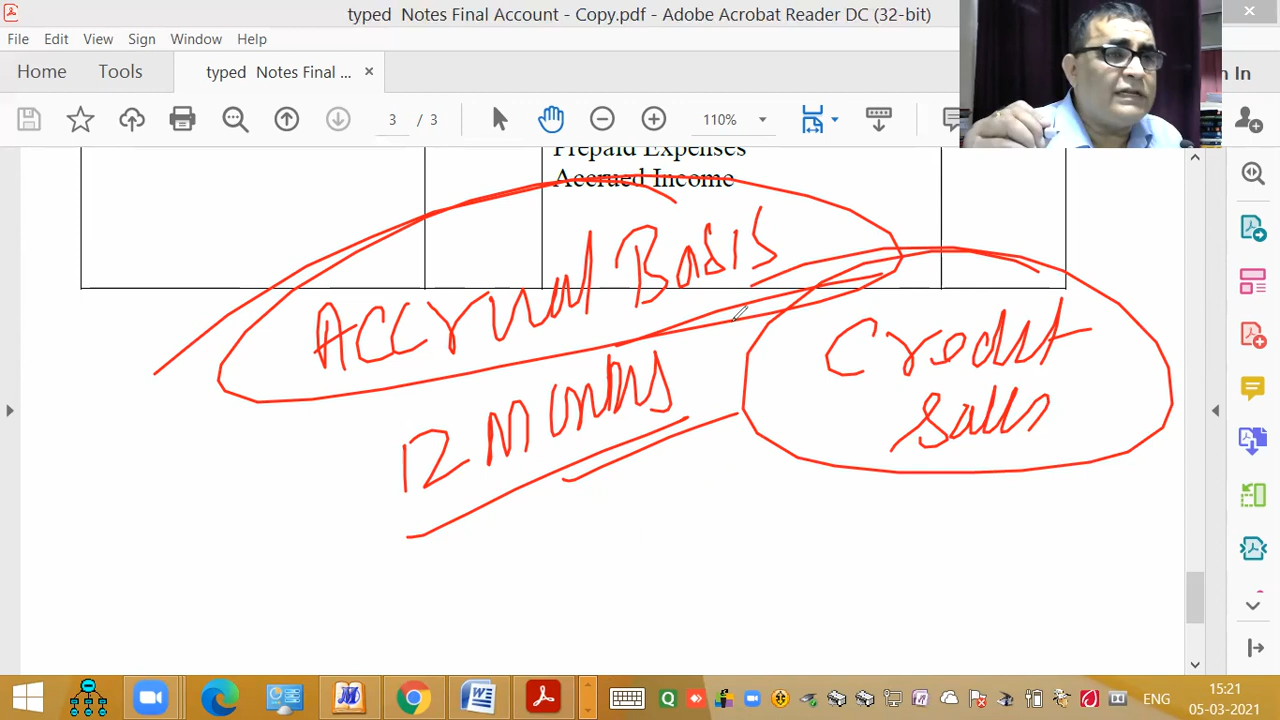 typed Notes Final Account - Copy.pdf - Adobe Acrobat Reader DC (32-bit)
File Edit View Sign Window Help
Home Tools typed Notes Final ... n In
3 / 3 110%
Prepaid Expenses
Accrued Income
Accrual Basis
Credit
Sales
12 Months
ENG
15:21
05-03-2021